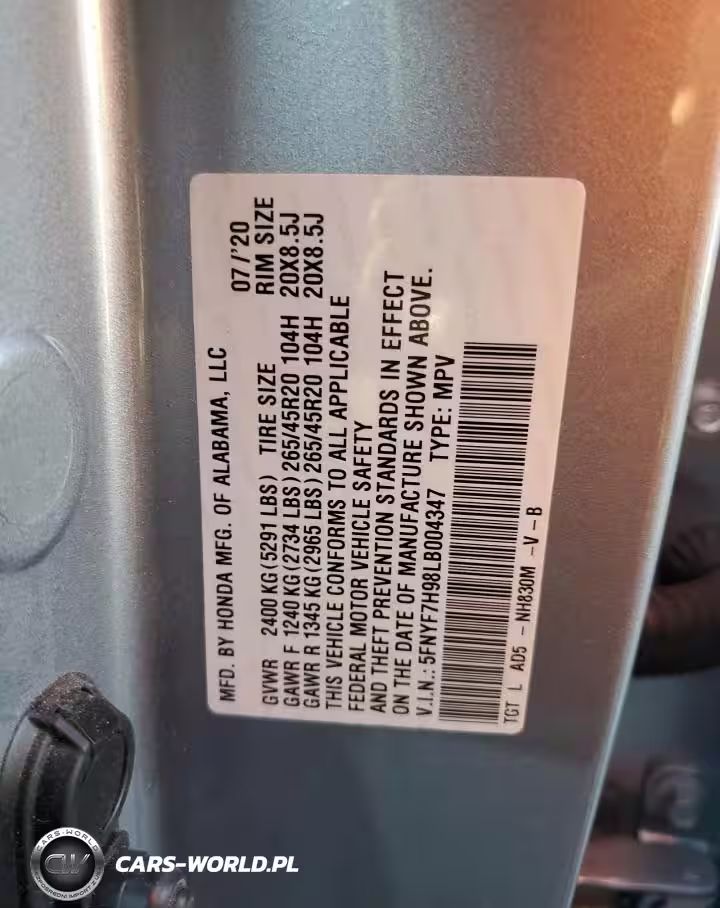 MFD. BY HONDA MFG. OF ALABAMA, LLC 07/'20
GVWR 2400 KG (5291 LBS) TIRE SIZE RIM SIZE
GAWR F 1240 KG (2734 LBS) 265/45R20 104H 20X8.5J
GAWR R 1345 KG (2965 LBS) 265/45R20 104H 20X8.5J
THIS VEHICLE CONFORMS TO ALL APPLICABLE
FEDERAL MOTOR VEHICLE SAFETY
AND THEFT PREVENTION STANDARDS IN EFFECT
ON THE DATE OF MANUFACTURE SHOWN ABOVE.
V.I.N.: 5FNYF7H98LB004347 TYPE: MPV
TGT L AD5 - NH830M - V - B
CARS-WORLD
CW
CARS-WORLD.PL